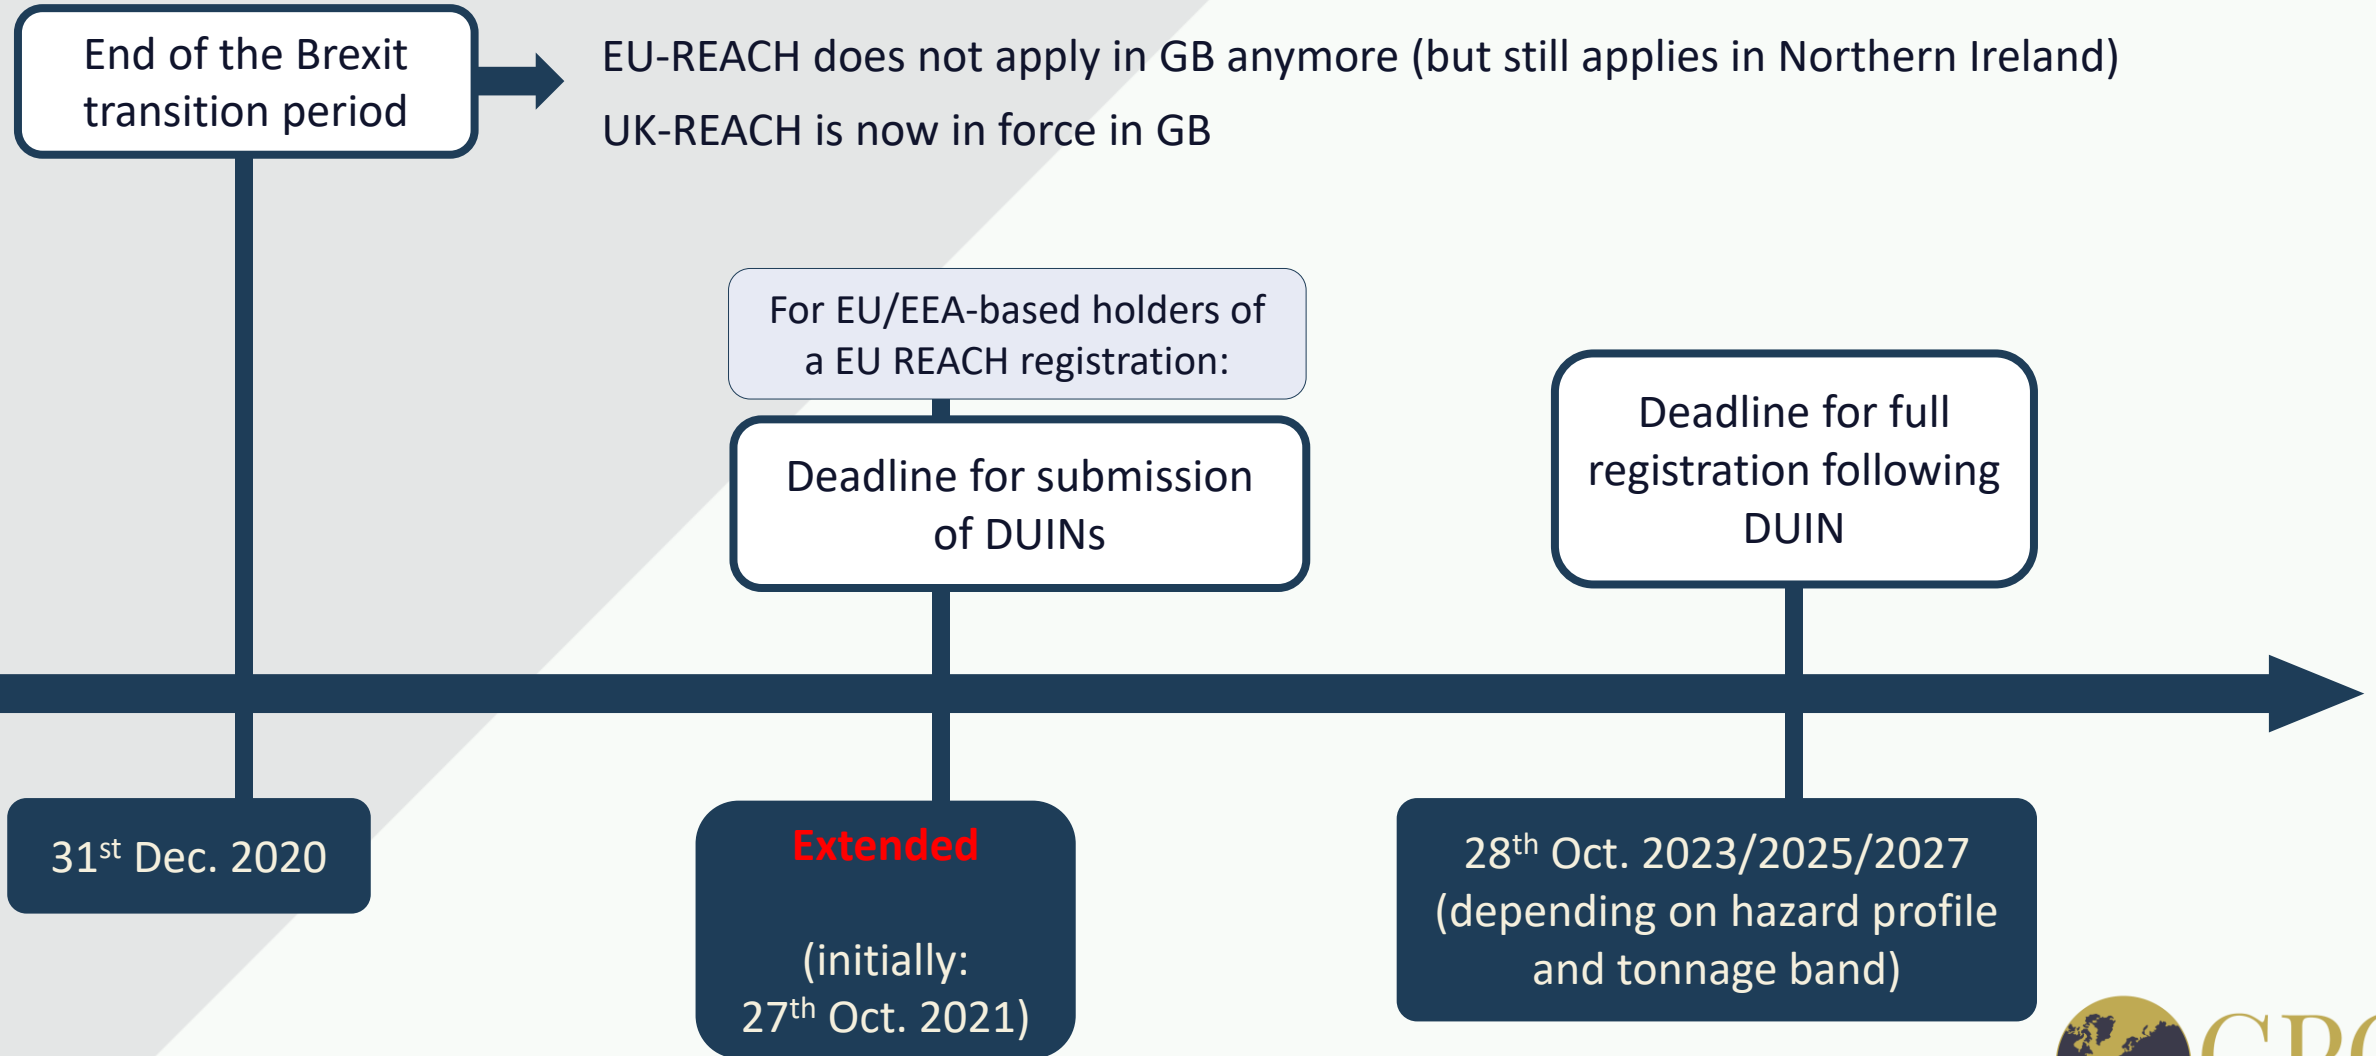 End of the Brexit
transition period
EU-REACH does not apply in GB anymore (but still applies in Northern Ireland)
UK-REACH is now in force in GB
For EU/EEA-based holders of
a EU REACH registration:
Deadline for submission
of DUINs
Deadline for full
registration following
DUIN
31st Dec. 2020
Extended
(initially:
27th Oct. 2021)
28th Oct. 2023/2025/2027
(depending on hazard profile
and tonnage band)